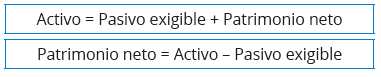 Activo = Pasivo exigible + Patrimonio neto
Patrimonio neto = Activo – Pasivo exigible